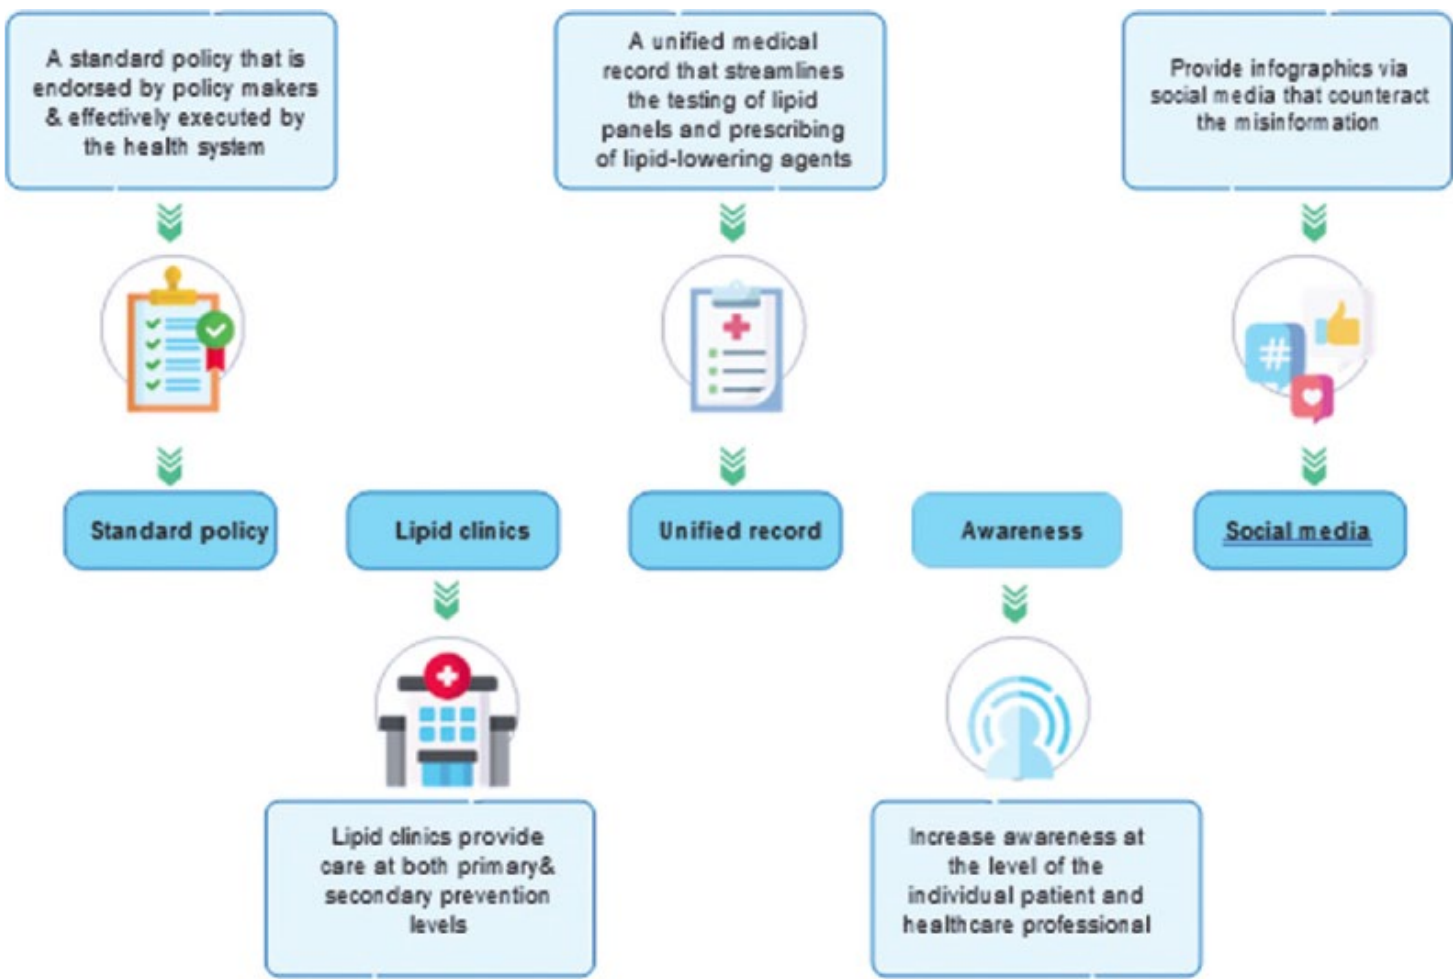 A standard policy that is
endorsed by policy makers
& effectively executed by
the health system
A unified medical
record that streamlines
the testing of lipid
panels and prescribing
of lipid-lowering agents
Provide infographics via
social media that counteract
the misinformation
#
Standard policy
Lipid clinics
Unified record
Awareness
Social media
Lipid clinics provide
care at both primary&
secondary prevention
levels
Increase awareness at
the level of the
individual patient and
healthcare professional